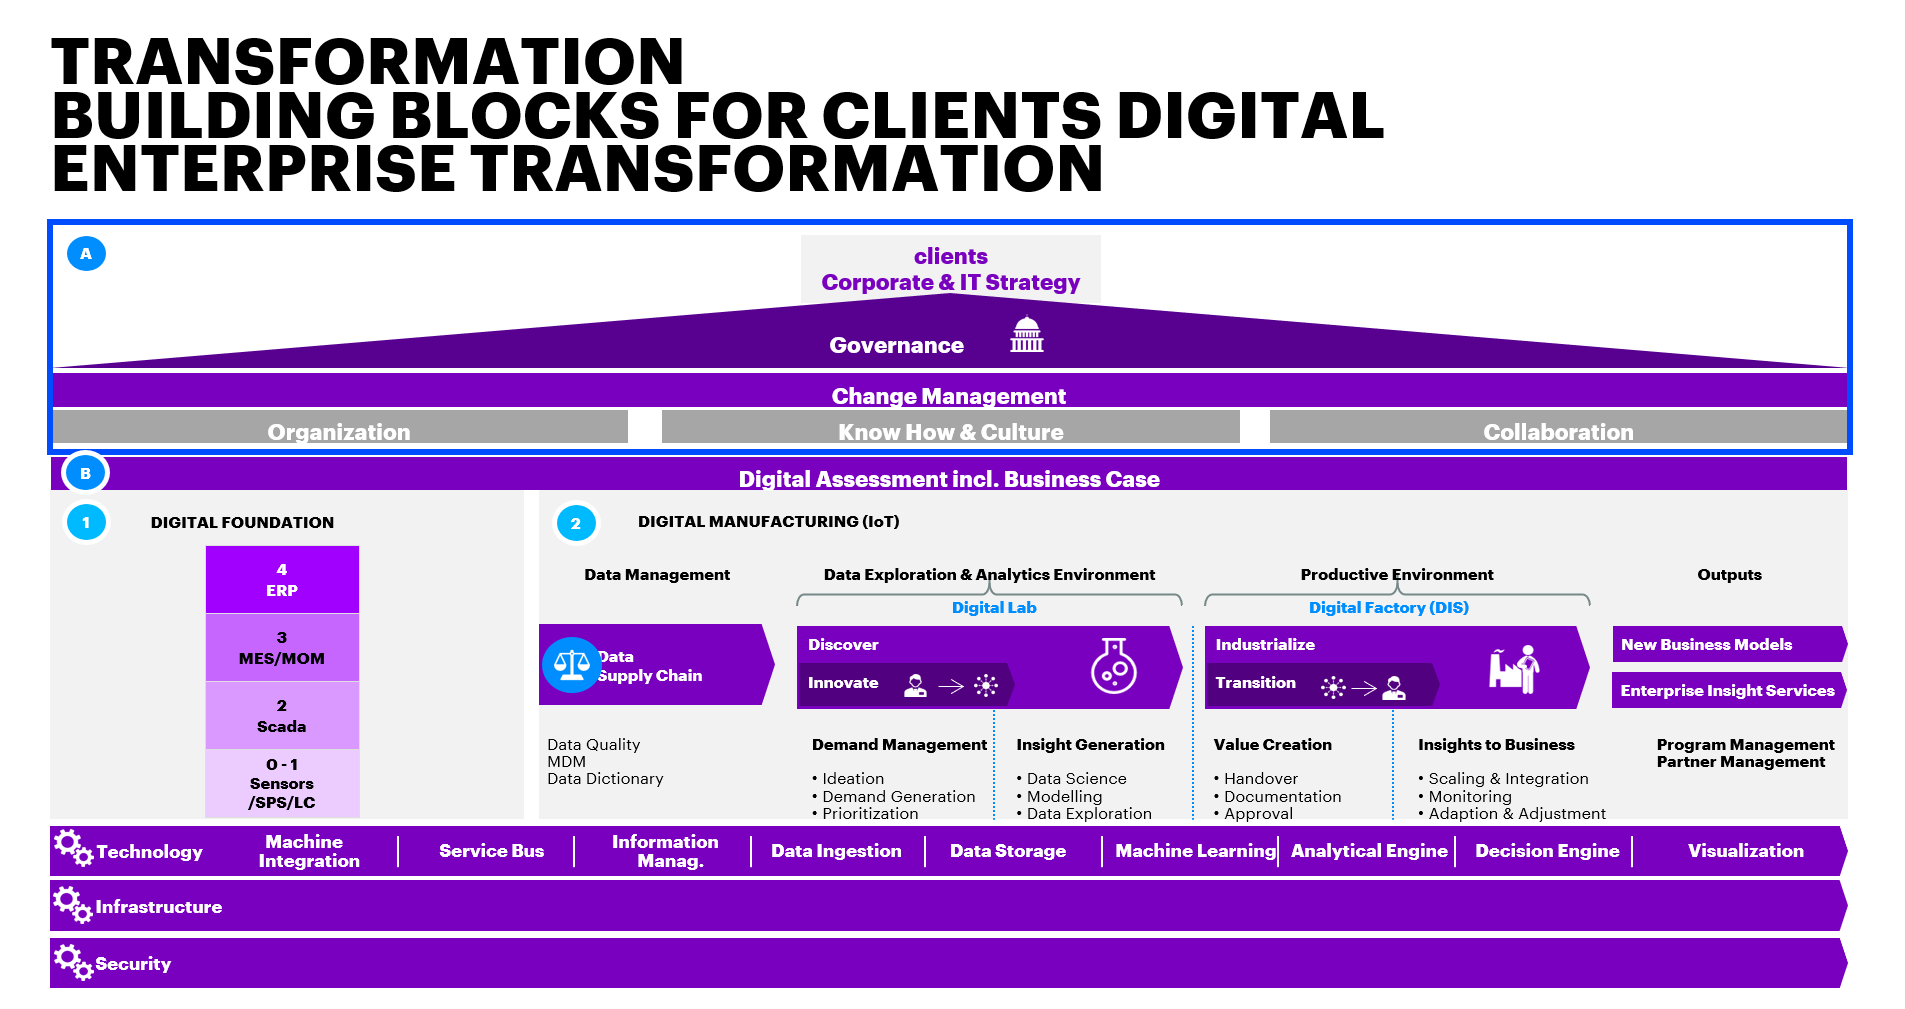 TRANSFORMATION
BUILDING BLOCKS FOR CLIENTS DIGITAL
ENTERPRISE TRANSFORMATION
A
clients
Corporate & IT Strategy
Governance
Change Management
Organization
Know How & Culture
Collaboration
B
Digital Assessment incl. Business Case
1
DIGITAL FOUNDATION
4
ERP
3
MES/MOM
2
Scada
0 - 1
Sensors
/SPS/LC
2
DIGITAL MANUFACTURING (IoT)
Data Management
Data Exploration & Analytics Environment
Productive Environment
Outputs
Digital Lab
Digital Factory (DIS)
Data
Supply Chain
Discover
Innovate
Industrialize
Transition
New Business Models
Enterprise Insight Services
Data Quality
MDM
Data Dictionary
Demand Management
• Ideation
• Demand Generation
• Prioritization
Insight Generation
• Data Science
• Modelling
• Data Exploration
Value Creation
• Handover
• Documentation
• Approval
Insights to Business
• Scaling & Integration
• Monitoring
• Adaption & Adjustment
Program Management
Partner Management
Technology
Machine
Integration
Service Bus
Information
Manag.
Data Ingestion
Data Storage
Machine Learning
Analytical Engine
Decision Engine
Visualization
Infrastructure
Security